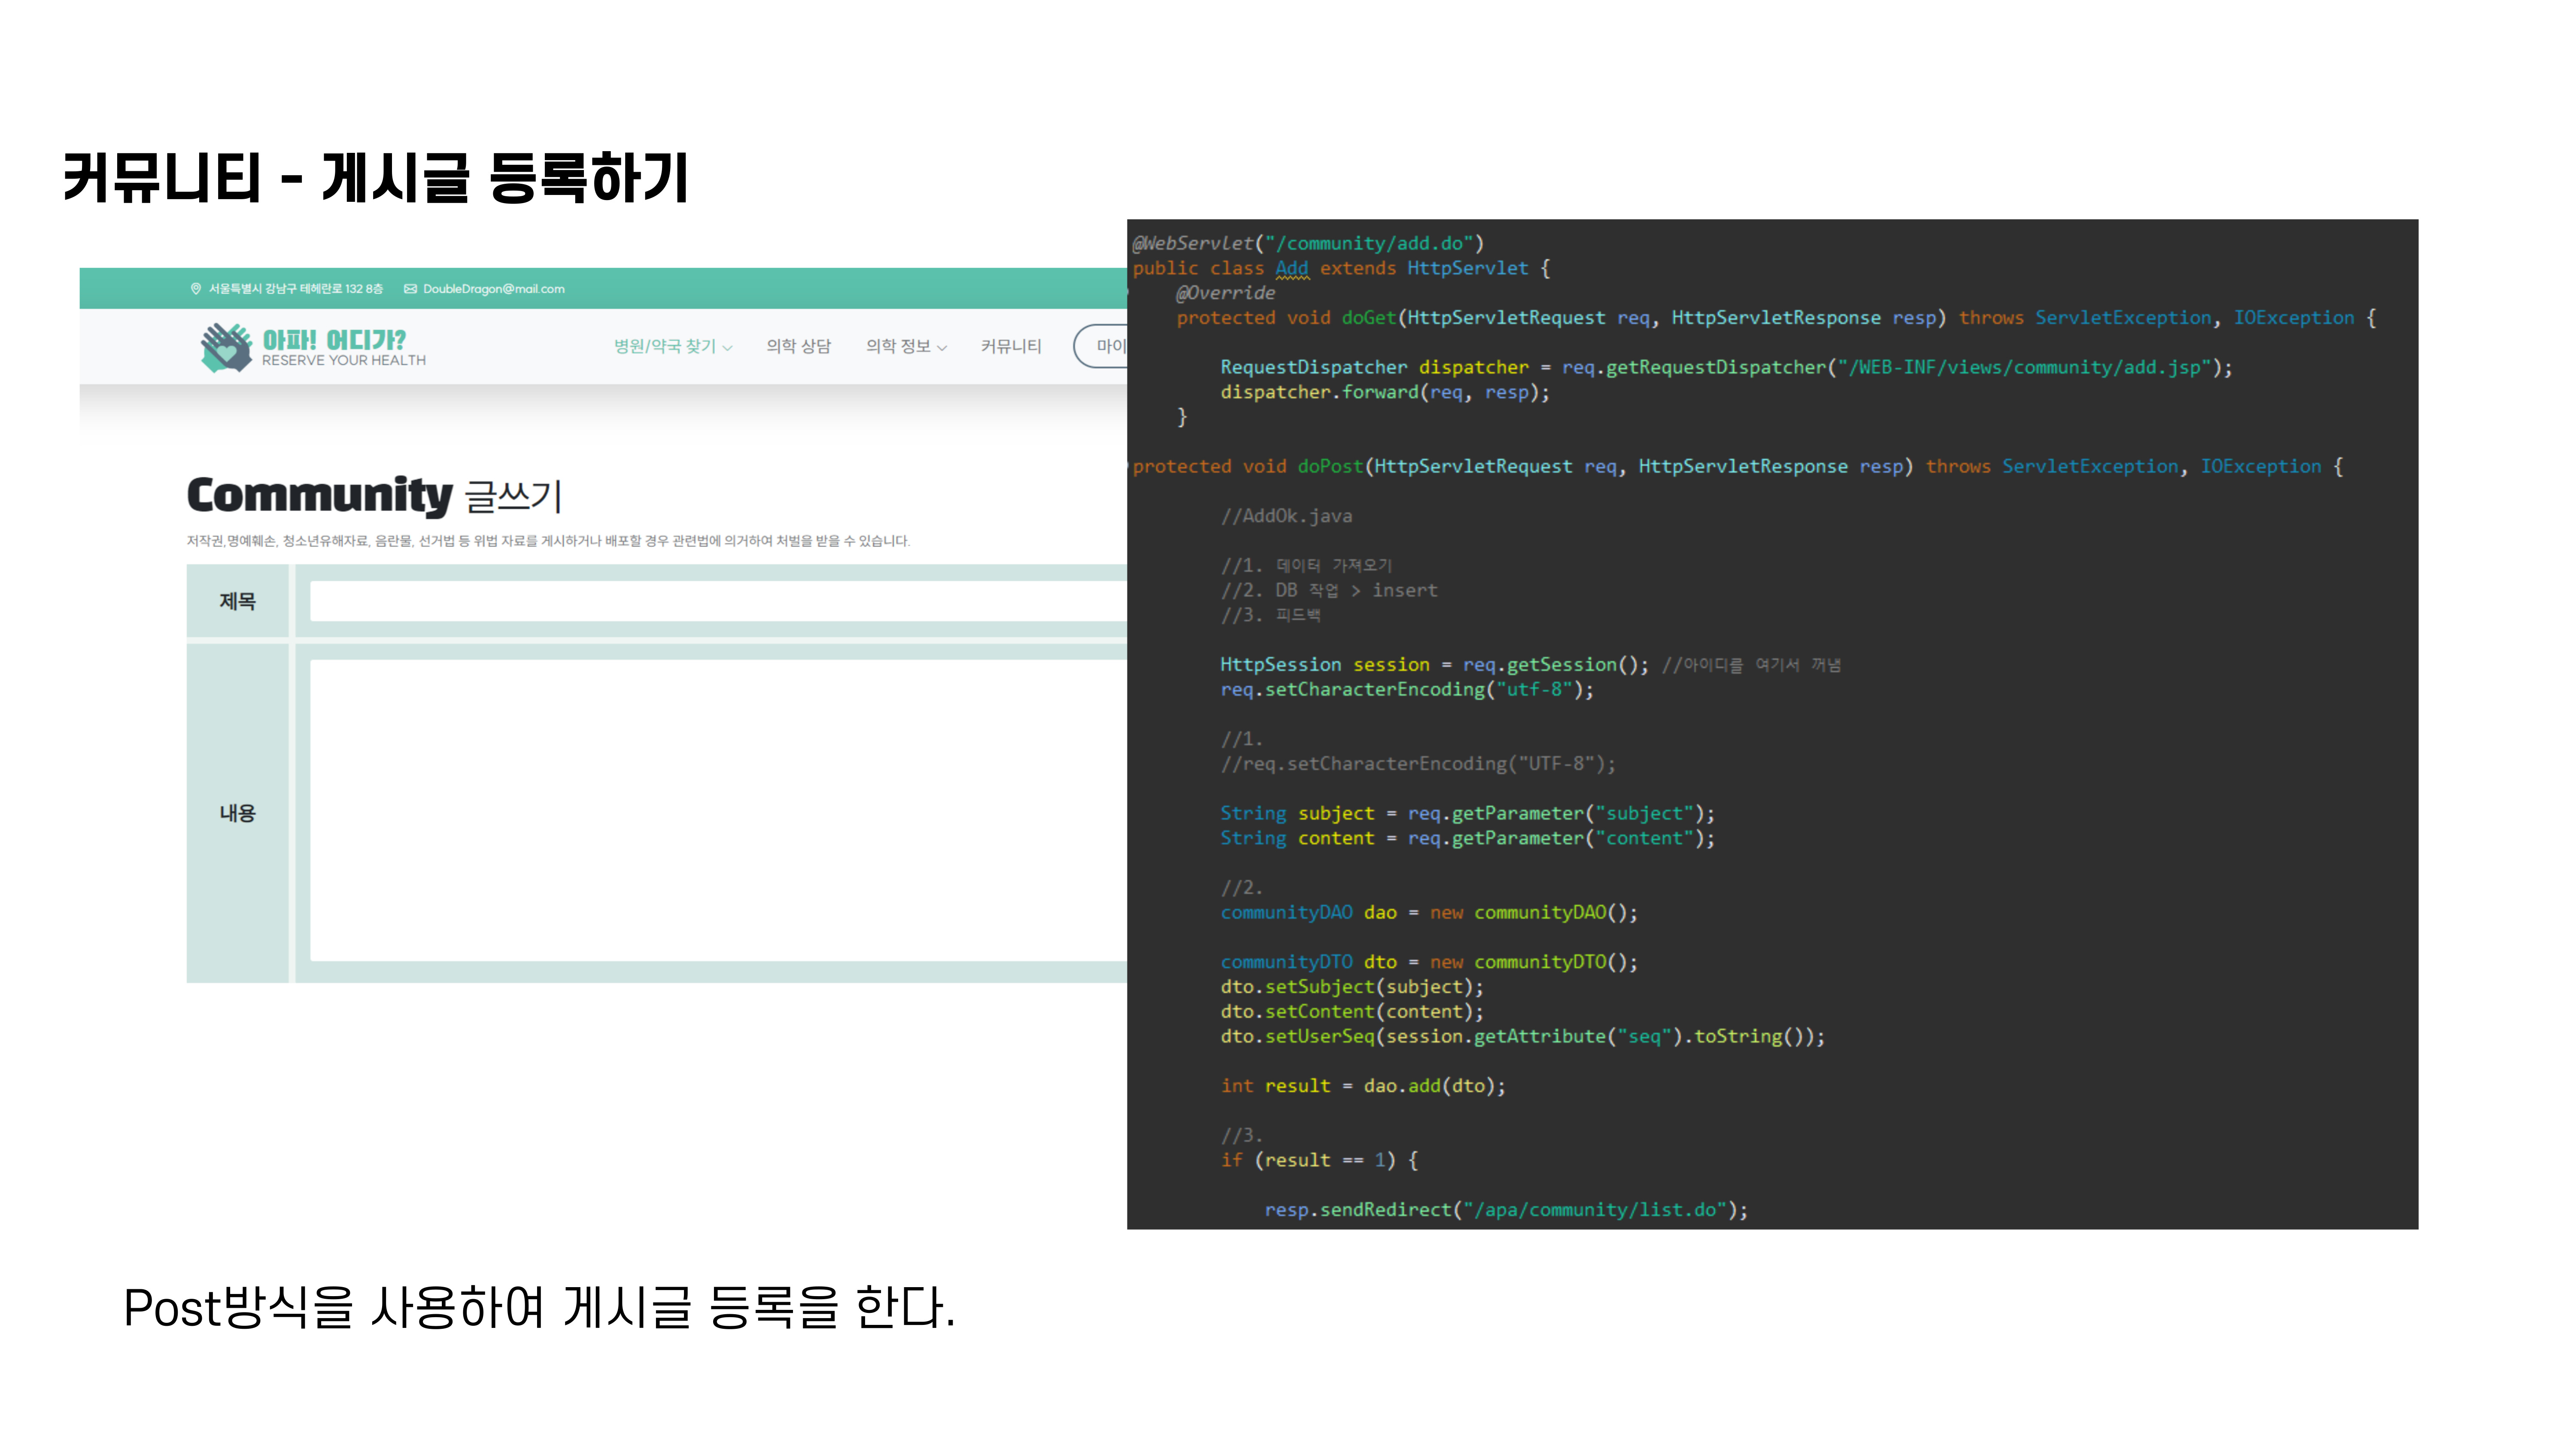 커뮤니티 - 게시글 등록하기
서울특별시 강남구 테헤란로 132 8층 DoubleDragon@mail.com
아파! 어디가?
RESERVE YOUR HEALTH
병원/약국 찾기 의학 상담 의학 정보 커뮤니티 마이
Community 글쓰기
저작권,명예훼손, 청소년유해자료, 음란물, 선거법 등 위법 자료를 게시하거나 배포할 경우 관련법에 의거하여 처벌을 받을 수 있습니다.
제목
내용
@WebServlet("/community/add.do")
public class Add extends HttpServlet {
@Override
protected void doGet(HttpServletRequest req, HttpServletResponse resp) throws ServletException, IOException {
RequestDispatcher dispatcher = req.getRequestDispatcher("/WEB-INF/views/community/add.jsp");
dispatcher.forward(req, resp);
}
protected void doPost(HttpServletRequest req, HttpServletResponse resp) throws ServletException, IOException {
//AddOk.java
//1. 데이터 가져오기
//2. DB 작업 > insert
//3. 피드백
HttpSession session = req.getSession(); //아이디를 여기서 꺼냄
req.setCharacterEncoding("utf-8");
//1.
//req.setCharacterEncoding("UTF-8");
String subject = req.getParameter("subject");
String content = req.getParameter("content");
//2.
communityDAO dao = new communityDAO();
communityDTO dto = new communityDTO();
dto.setSubject(subject);
dto.setContent(content);
dto.setUserSeq(session.getAttribute("seq").toString());
int result = dao.add(dto);
//3.
if (result == 1) {
resp.sendRedirect("/apa/community/list.do");
Post방식을 사용하여 게시글 등록을 한다.